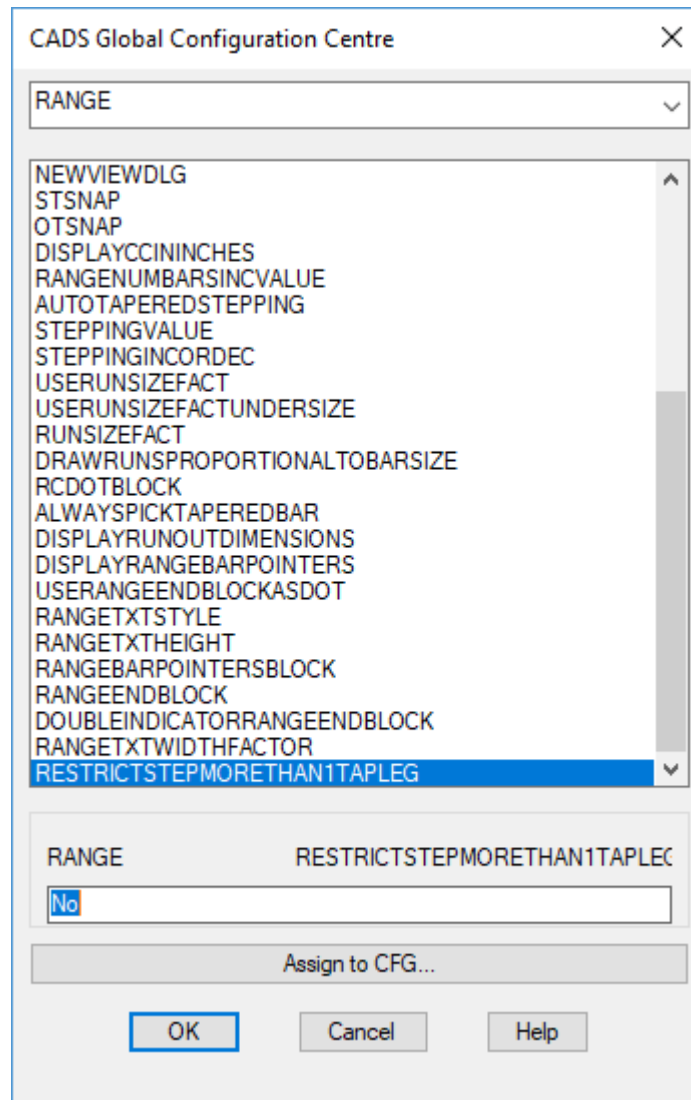 CADS Global Configuration Centre
RANGE
NEWVIEWDLG
STSNAP
OTSNAP
DISPLAYCCININCHES
RANGENUMBARSINCVALUE
AUTOTAPEREDSTEPPING
STEPPINGVALUE
STEPPINGINCORDEC
USERUNSIZEFACT
USERUNSIZEFACTUNDERSIZE
RUNSIZEFACT
DRAWRUNSPROPORTIONALTOBARSIZE
RCDOTBLOCK
ALWAYSPICKTAPEREDBAR
DISPLAYRUNOUTDIMENSIONS
DISPLAYRANGEBARPOINTERS
USERANGEENDBLOCKASDOT
RANGETXTSTYLE
RANGETXTHEIGHT
RANGEBARPOINTERSBLOCK
RANGEENDBLOCK
DOUBLEINDICATORRANGEENDBLOCK
RANGETXTWIDTHFACTOR
RESTRICTSTEPMORETHAN1TAPLEG
RANGE RESTRICTSTEPMORETHAN1TAPLEG
No
Assign to CFG...
OK Cancel Help